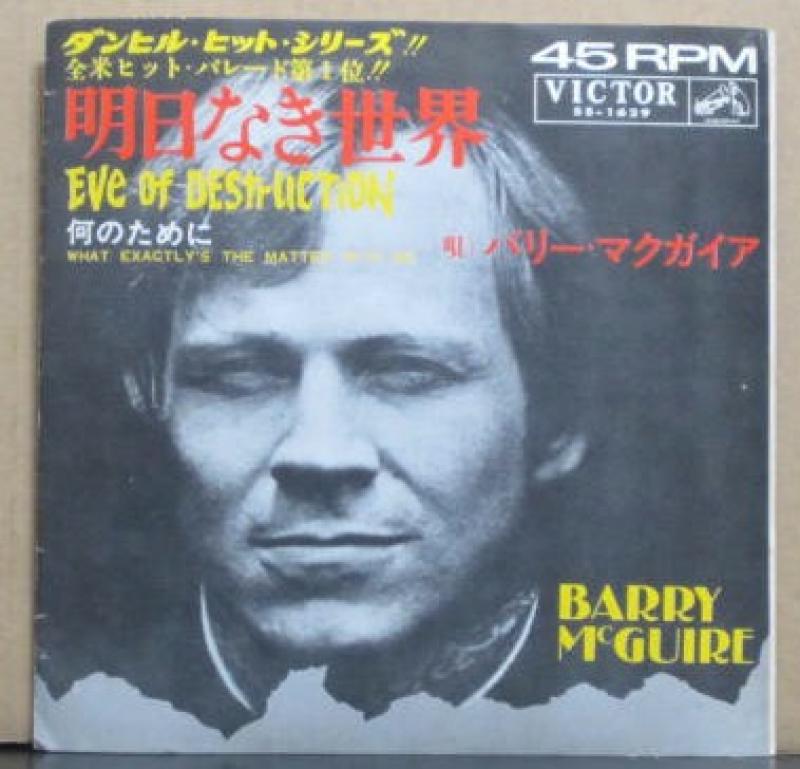 ダンヒル・ヒット・シリーズ!!
全米ヒット・パレード第1位!!
45 RPM
VICTOR
SS-1629
明日なき世界
EVE OF DESTRUCTION
何のために
WHAT EXACTLY'S THE MATTER
唄:バリー・マクガイア
BARRY
McGUIRE